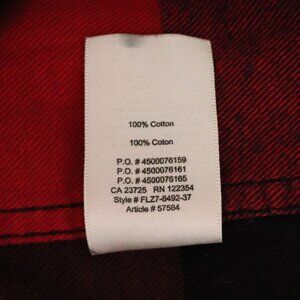 100% Cotton
100% Coton
P.O. # 4500076159
P.O. # 4500076161
P.O. # 4500076165
CA 23725 RN 122354
Style # FLZ7-8492-37
Article # 57584